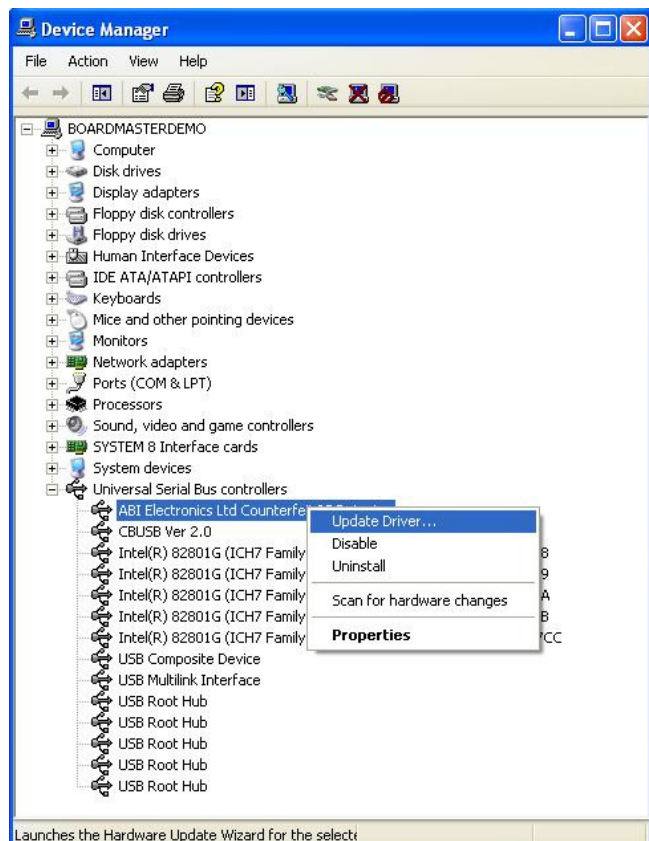 Device Manager
File Action View Help
BOARDMASTERDEMO
Computer
Disk drives
Display adapters
Floppy disk controllers
Floppy disk drives
Human Interface Devices
IDE ATA/ATAPI controllers
Keyboards
Mice and other pointing devices
Monitors
Network adapters
Ports (COM & LPT)
Processors
Sound, video and game controllers
SYSTEM 8 Interface cards
System devices
Universal Serial Bus controllers
ABI Electronics Ltd
CBUSB Ver 2.0
Intel(R) 82801G (ICH7 Family 8
Intel(R) 82801G (ICH7 Family 9
Intel(R) 82801G (ICH7 Family A
Intel(R) 82801G (ICH7 Family B
Intel(R) 82801G (ICH7 Family 7CC
USB Composite Device
USB Multilink Interface
USB Root Hub
USB Root Hub
USB Root Hub
USB Root Hub
USB Root Hub
Update Driver...
Disable
Uninstall
Scan for hardware changes
Properties
Launches the Hardware Update Wizard for the